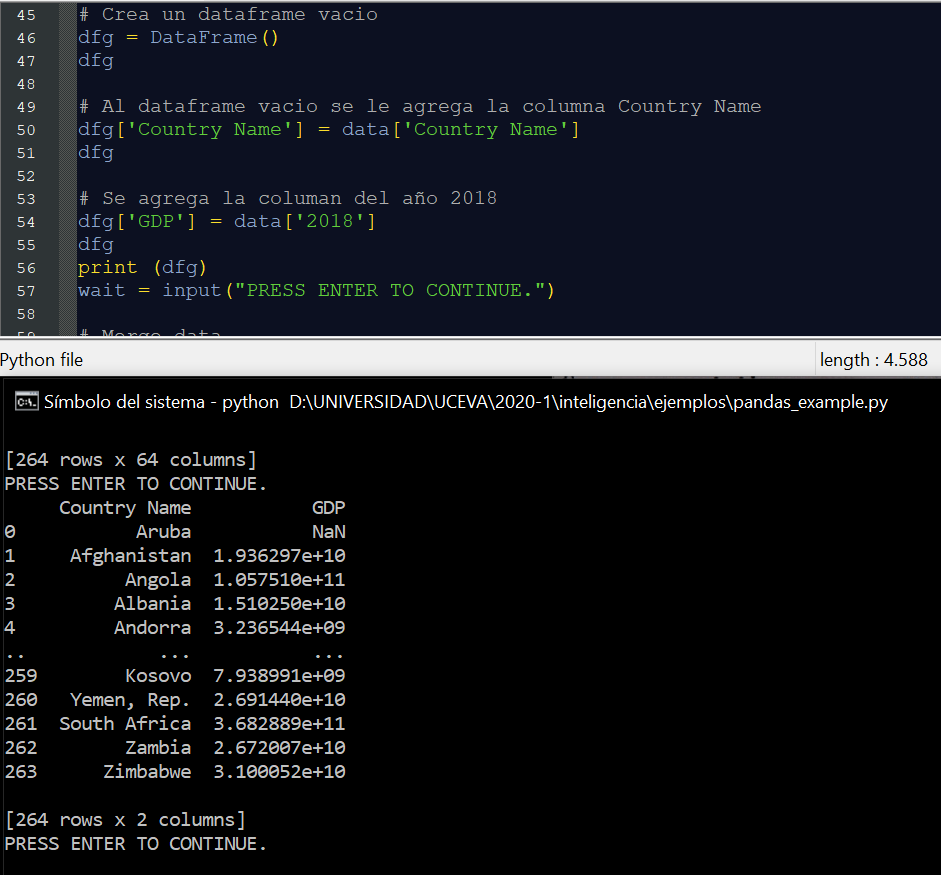 45 # Crea un dataframe vacio
46 dfg = DataFrame()
47 dfg
48
49 # Al dataframe vacio se le agrega la columna Country Name
50 dfg['Country Name'] = data['Country Name']
51 dfg
52
53 # Se agrega la columan del año 2018
54 dfg['GDP'] = data['2018']
55 dfg
56 print (dfg)
57 wait = input("PRESS ENTER TO CONTINUE.")
58
59 # Merge data
Python file length : 4.588
C:\. Símbolo del sistema - python D:\UNIVERSIDAD\UCEVA\2020-1\inteligencia\ejemplos\pandas_example.py
[264 rows x 64 columns]
PRESS ENTER TO CONTINUE.
Country Name GDP
0 Aruba NaN
1 Afghanistan 1.936297e+10
2 Angola 1.057510e+11
3 Albania 1.510250e+10
4 Andorra 3.236544e+09
.. ... ...
259 Kosovo 7.938991e+09
260 Yemen, Rep. 2.691440e+10
261 South Africa 3.682889e+11
262 Zambia 2.672007e+10
263 Zimbabwe 3.100052e+10
[264 rows x 2 columns]
PRESS ENTER TO CONTINUE.